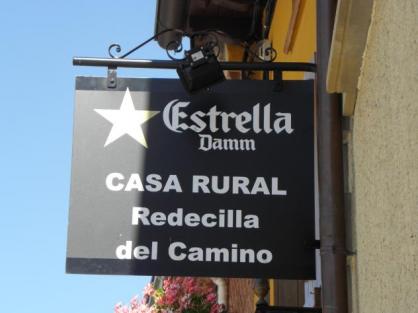 Estrella
Damm
CASA RURAL
Redecilla
del Camino